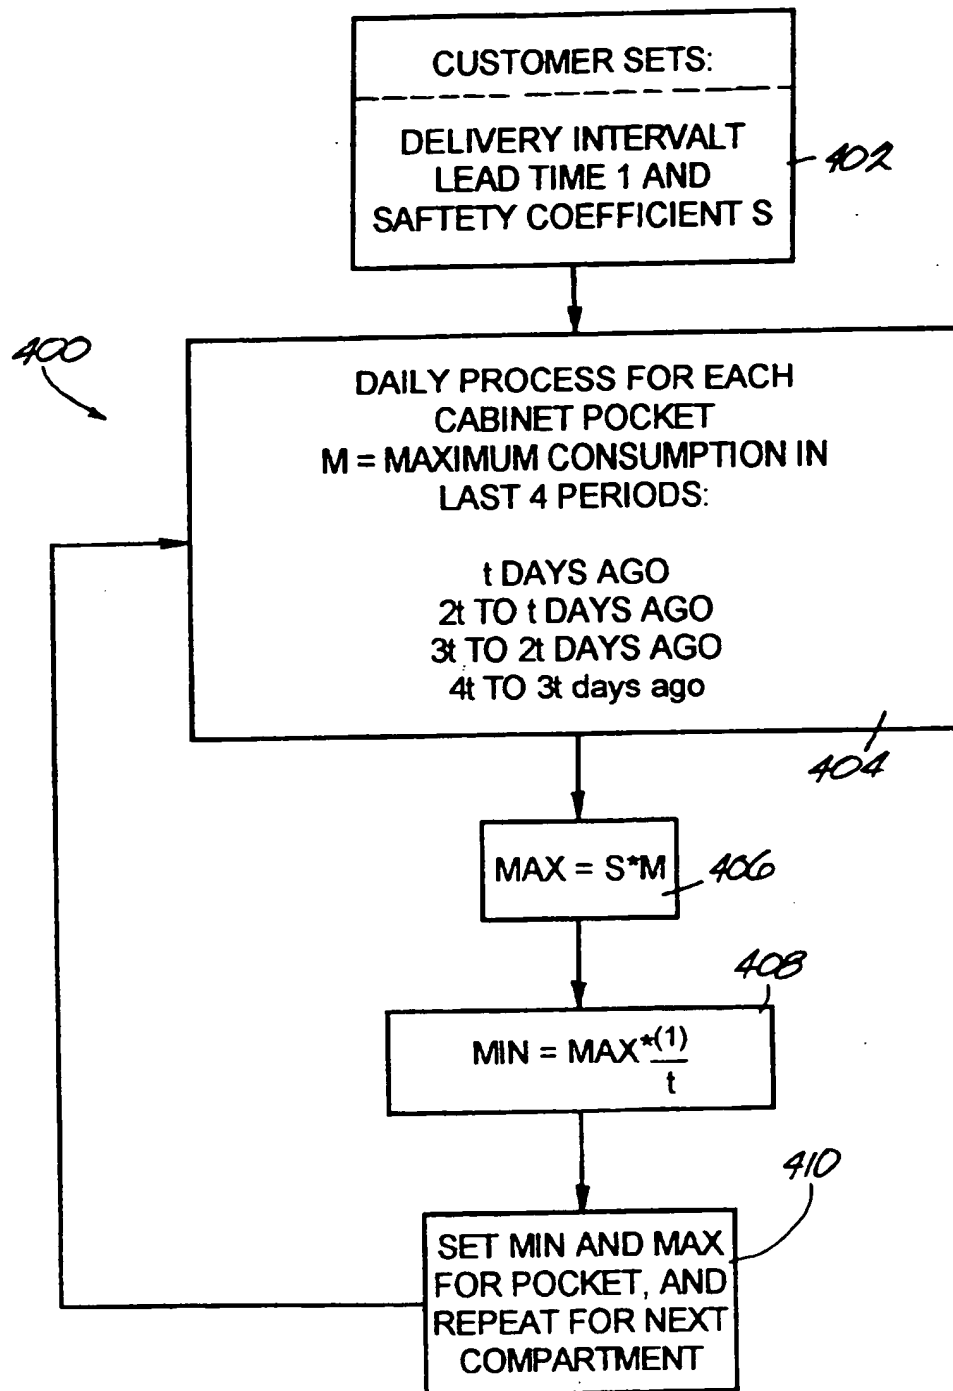 CUSTOMER SETS:
DELIVERY INTERVALT
LEAD TIME 1 AND
SAFTETY COEFFICIENT S
402
400
DAILY PROCESS FOR EACH
CABINET POCKET
M = MAXIMUM CONSUMPTION IN
LAST 4 PERIODS:
t DAYS AGO
2t TO t DAYS AGO
3t TO 2t DAYS AGO
4t TO 3t days ago
404
MAX = S*M
406
408
MIN = MAX*(1)
t
410
SET MIN AND MAX
FOR POCKET, AND
REPEAT FOR NEXT
COMPARTMENT